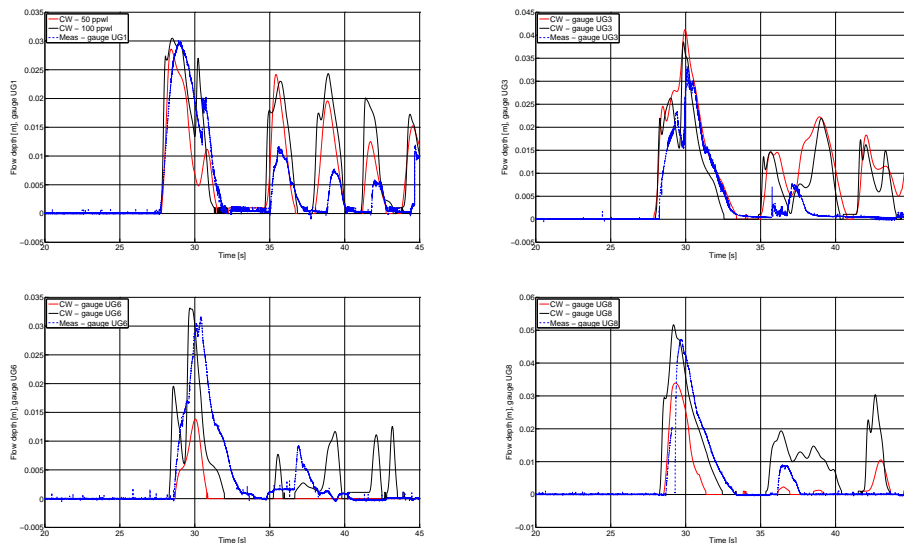 CW − 50 ppwl
CW − 100 ppwl
Meas − gauge UG1
0.035
0.03
0.025
0.02
0.015
0.01
0.005
0
−0.005
20 25 30 35 40 45
Time [s]
Flow depth [m], gauge UG1
CW − gauge UG3
CW − gauge UG3
Meas − gauge UG3
0.045
0.04
0.035
0.03
0.025
0.02
0.015
0.01
0.005
0
−0.005
20 25 30 35 40
Time [s]
Flow depth [m], gauge UG3
CW − gauge UG6
CW − gauge UG6
Meas − gauge UG6
0.035
0.03
0.025
0.02
0.015
0.01
0.005
0
−0.005
20 25 30 35 40 45
Time [s]
Flow depth [m], gauge UG6
CW − gauge UG8
CW − gauge UG8
Meas − gauge UG8
0.06
0.05
0.04
0.03
0.02
0.01
0
−0.01
20 25 30 35 40
Time [s]
Flow depth [m], gauge UG8